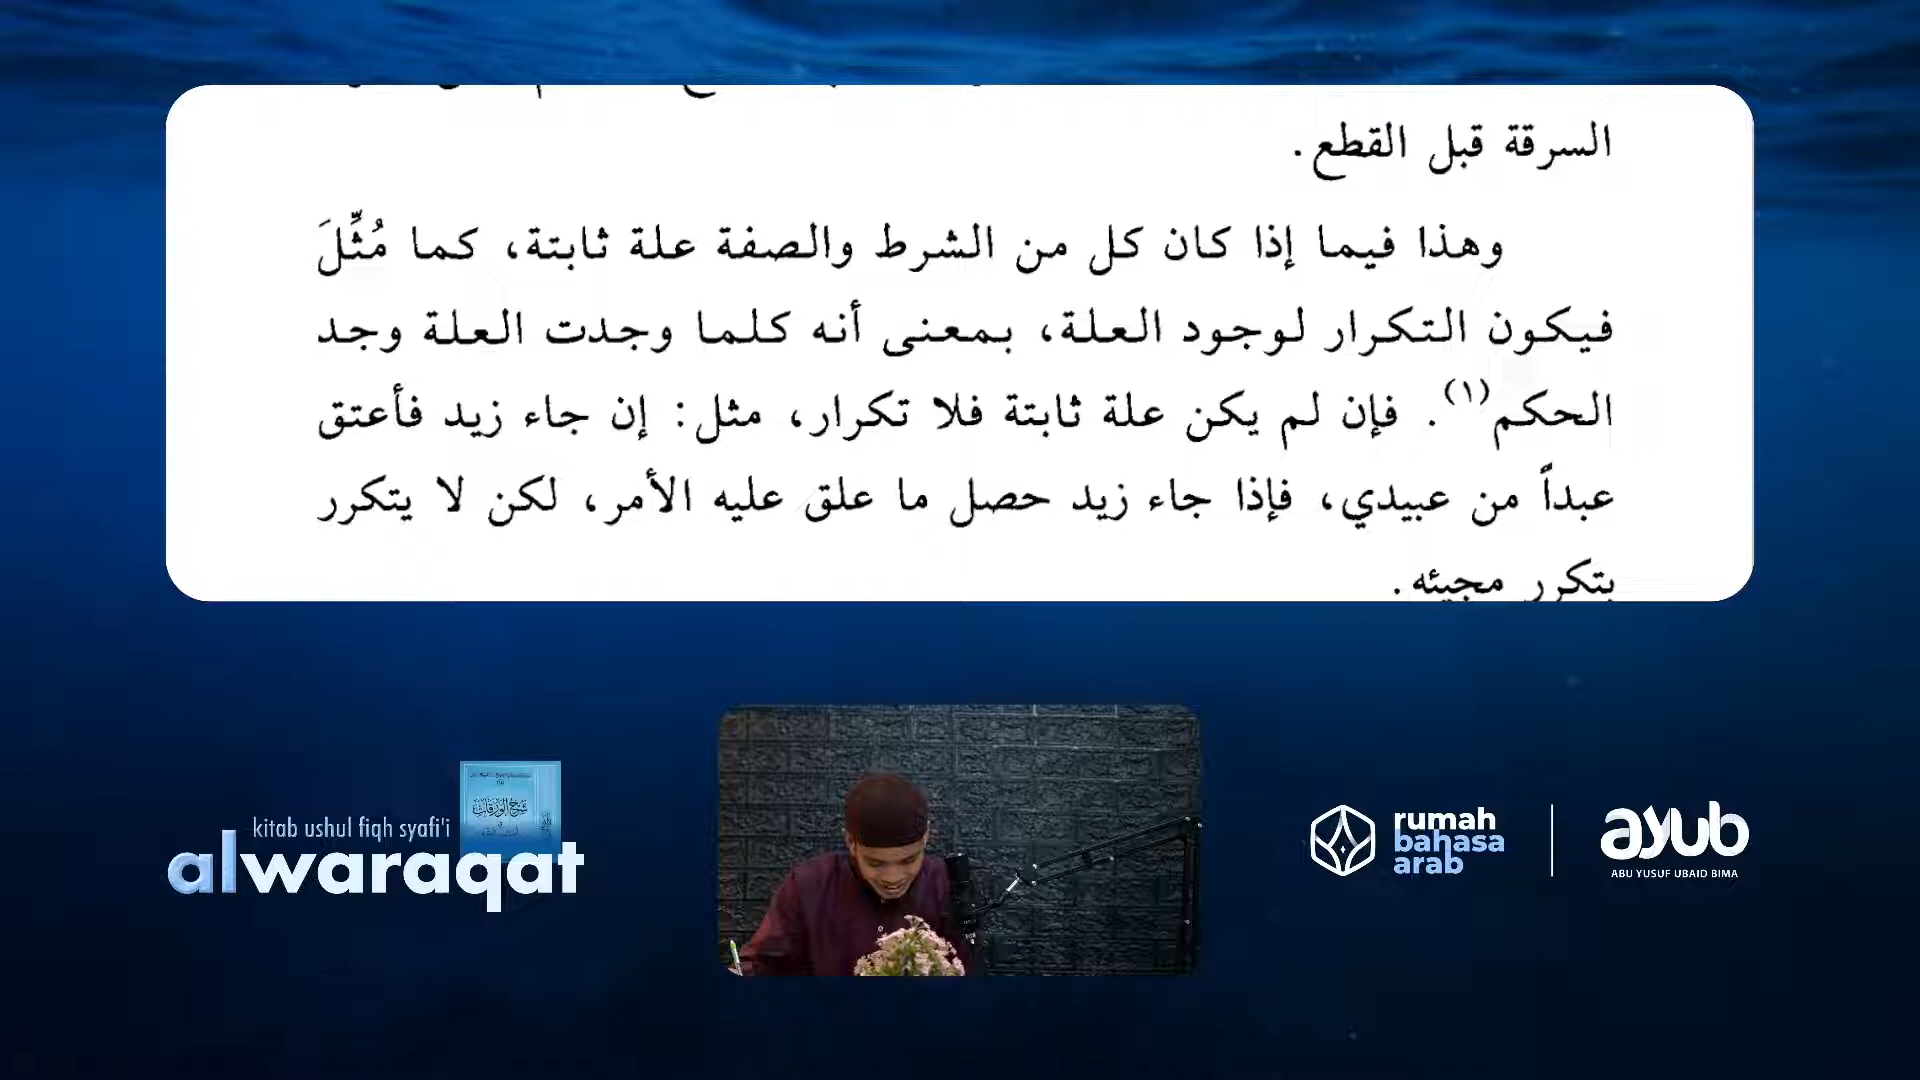 السرقة قبل القطع .
وهذا فيما إذا كان كل من الشرط والصفة علة ثابتة، كما مُثِّلَ
فيكون التكرار لوجود العلة، بمعنى أنه كلما وجدت العلة وجد
الحكم(١). فإن لم يكن علة ثابتة فلا تكرار، مثل: إن جاء زيد فأعتق
عبداً من عبيدي، فإذا جاء زيد حصل ما علق عليه الأمر، لكن لا يتكرر
بتكرر مجيئه .
kitab ushul fiqh syafi'i
alwaraqat
شرح الورقات
rumah
bahasa
arab
ayub
ABU YUSUF UBAID BIMA